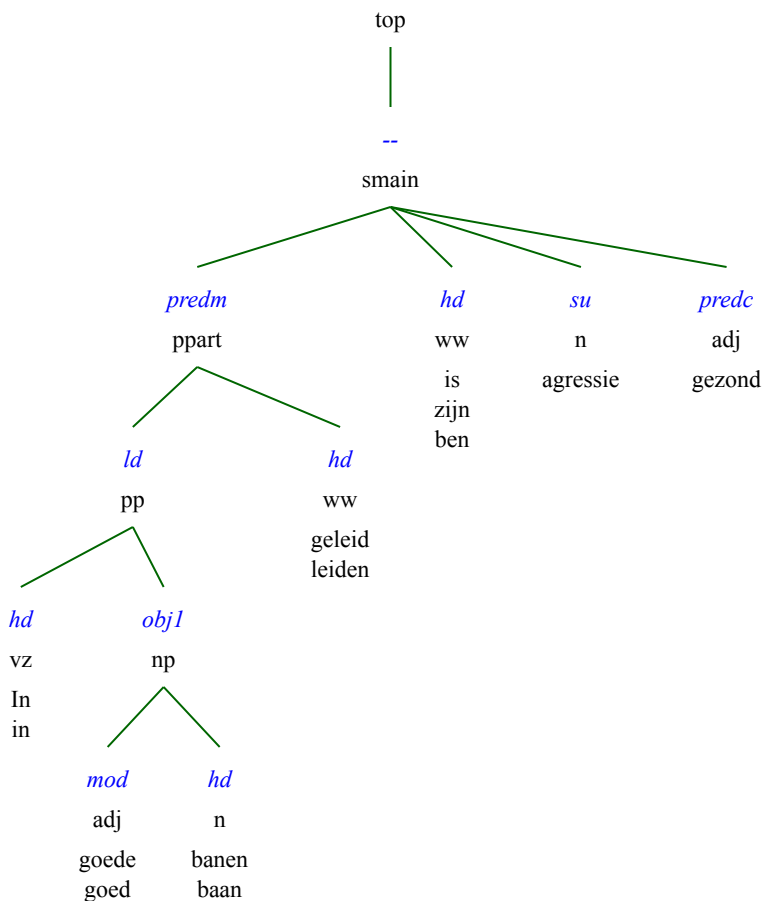 top
--
smain
predm hd su predc
ppart ww n adj
is agressie gezond
zijn
ben
ld hd
pp ww
geleid
leiden
hd obj1
vz np
In
in
mod hd
adj n
goede banen
goed baan